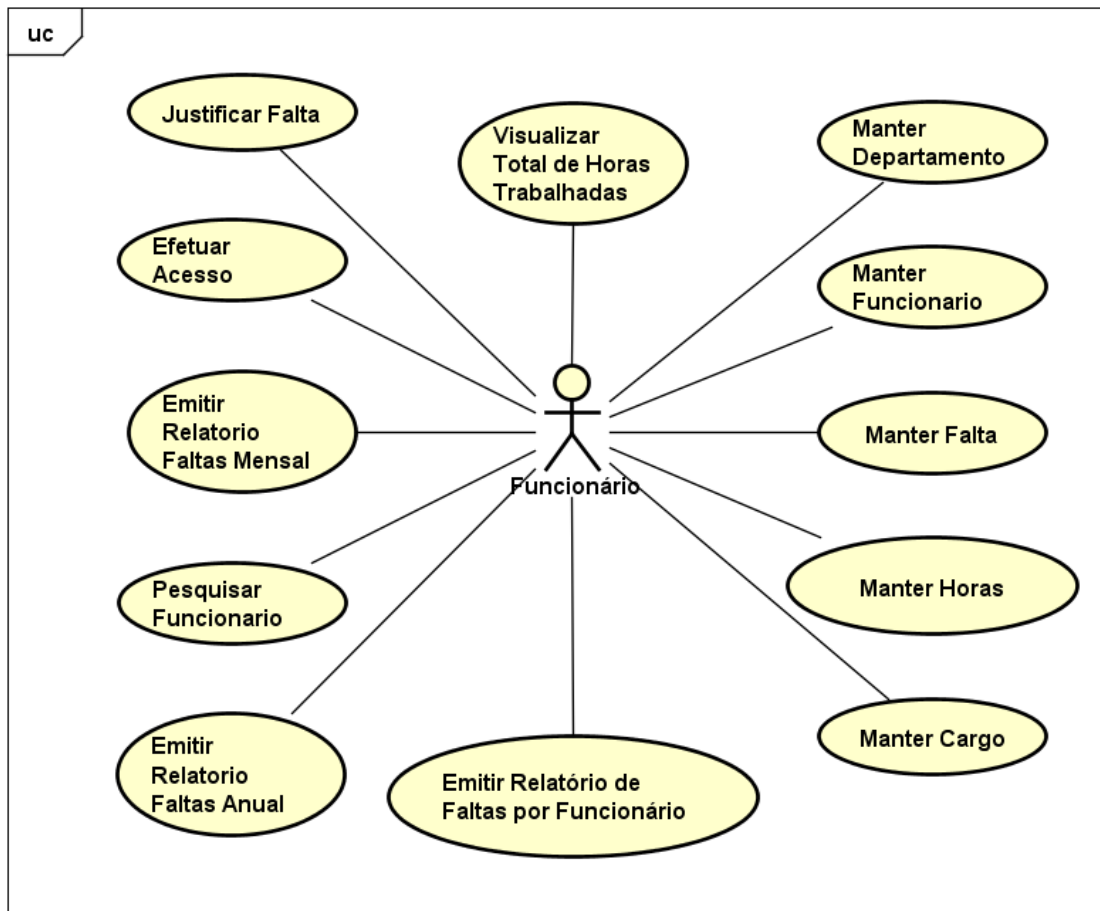 uc
Justificar Falta
Visualizar
Total de Horas
Trabalhadas
Manter
Departamento
Efetuar
Acesso
Manter
Funcionario
Emitir
Relatorio
Faltas Mensal
Manter Falta
Funcionário
Pesquisar
Funcionario
Manter Horas
Emitir
Relatorio
Faltas Anual
Emitir Relatório de
Faltas por Funcionário
Manter Cargo